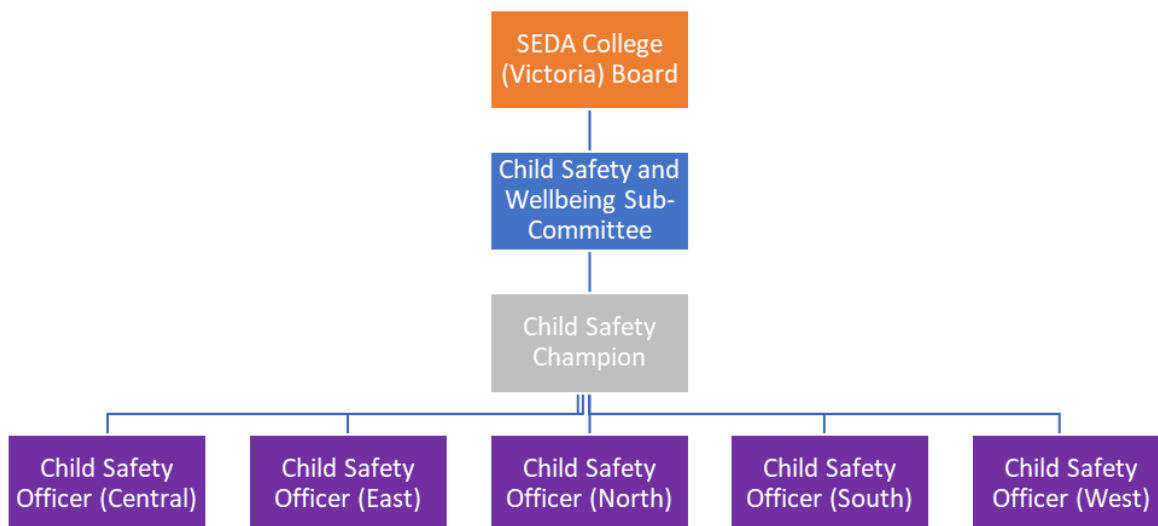 SEDA College
(Victoria) Board
Child Safety and
Wellbeing Sub-
Committee
Child Safety
Champion
Child Safety
Officer (Central)
Child Safety
Officer (East)
Child Safety
Officer (North)
Child Safety
Officer (South)
Child Safety
Officer (West)